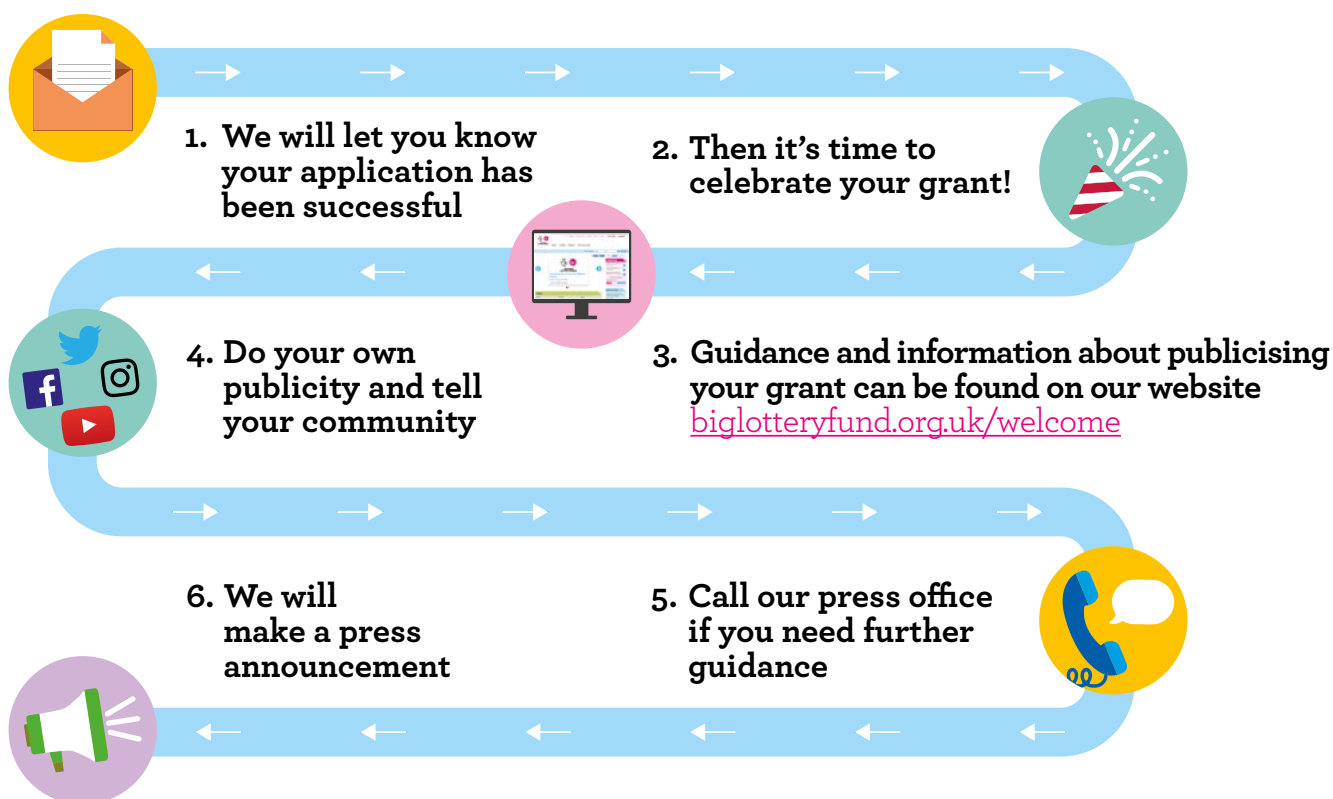 1. We will let you know
your application has
been successful
2. Then it's time to
celebrate your grant!
3. Guidance and information about publicising
your grant can be found on our website
biglotteryfund.org.uk/welcome
4. Do your own
publicity and tell
your community
5. Call our press office
if you need further
guidance
6. We will
make a press
announcement